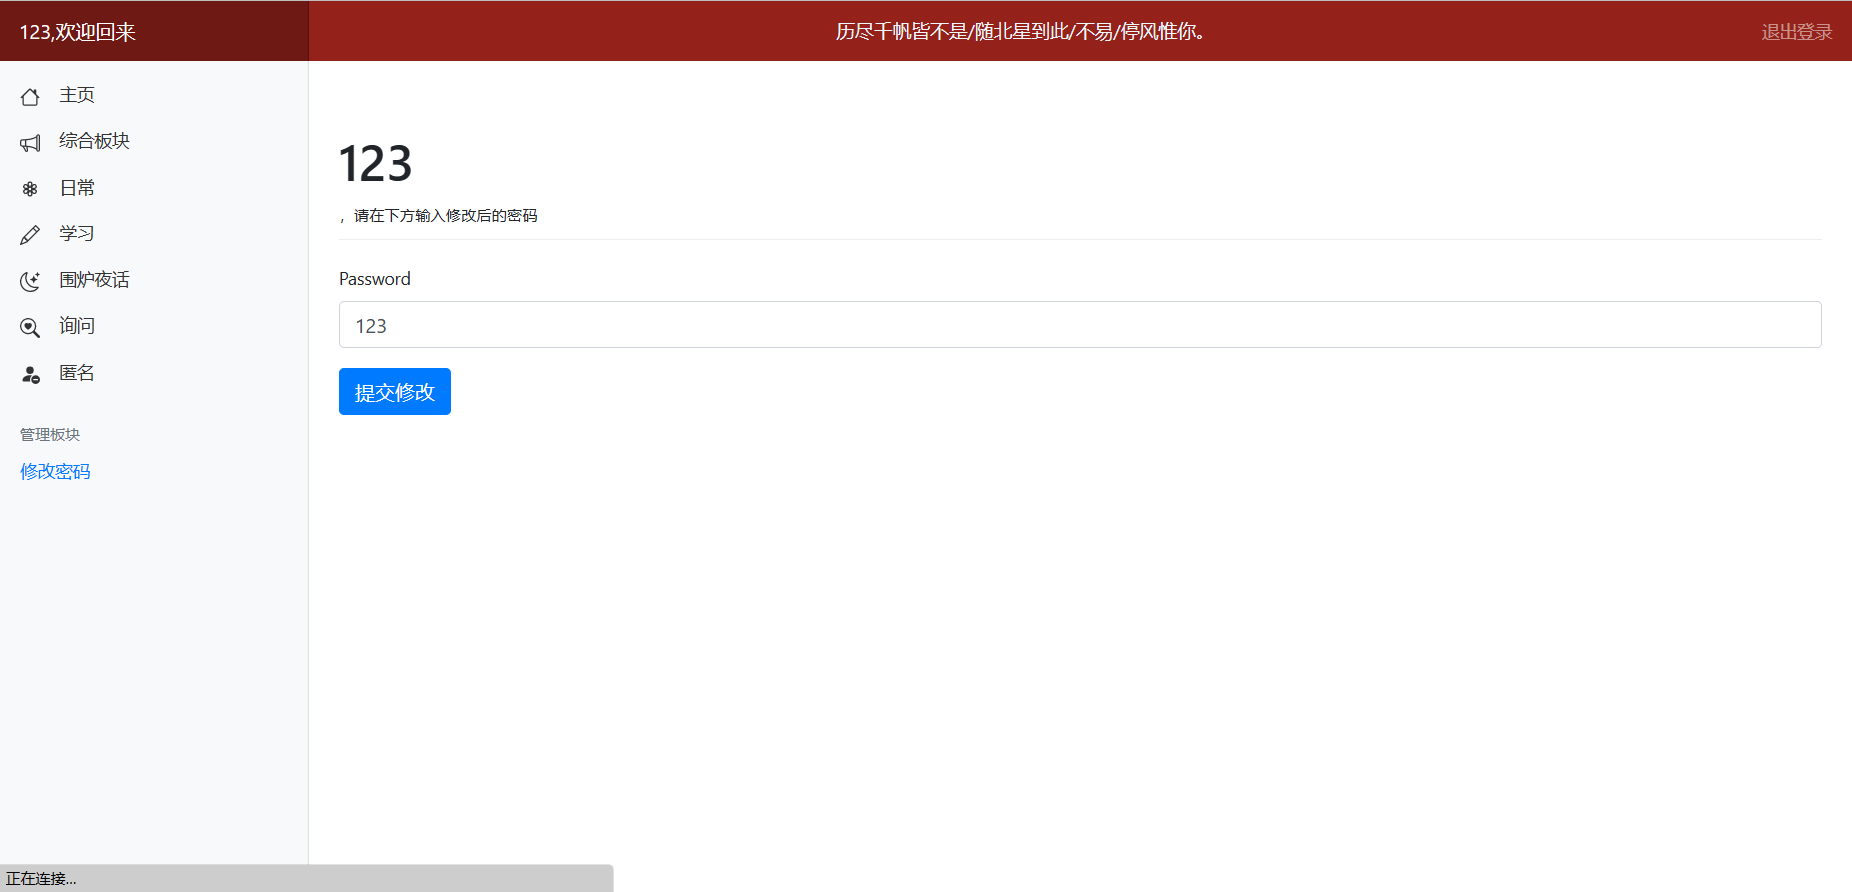 123,欢迎回来
历尽千帆皆不是/随北星到此/不易/停风惟你。
退出登录
主页
综合板块
日常
学习
围炉夜话
询问
匿名
管理板块
修改密码
123
，请在下方输入修改后的密码
Password
123
提交修改
正在连接...